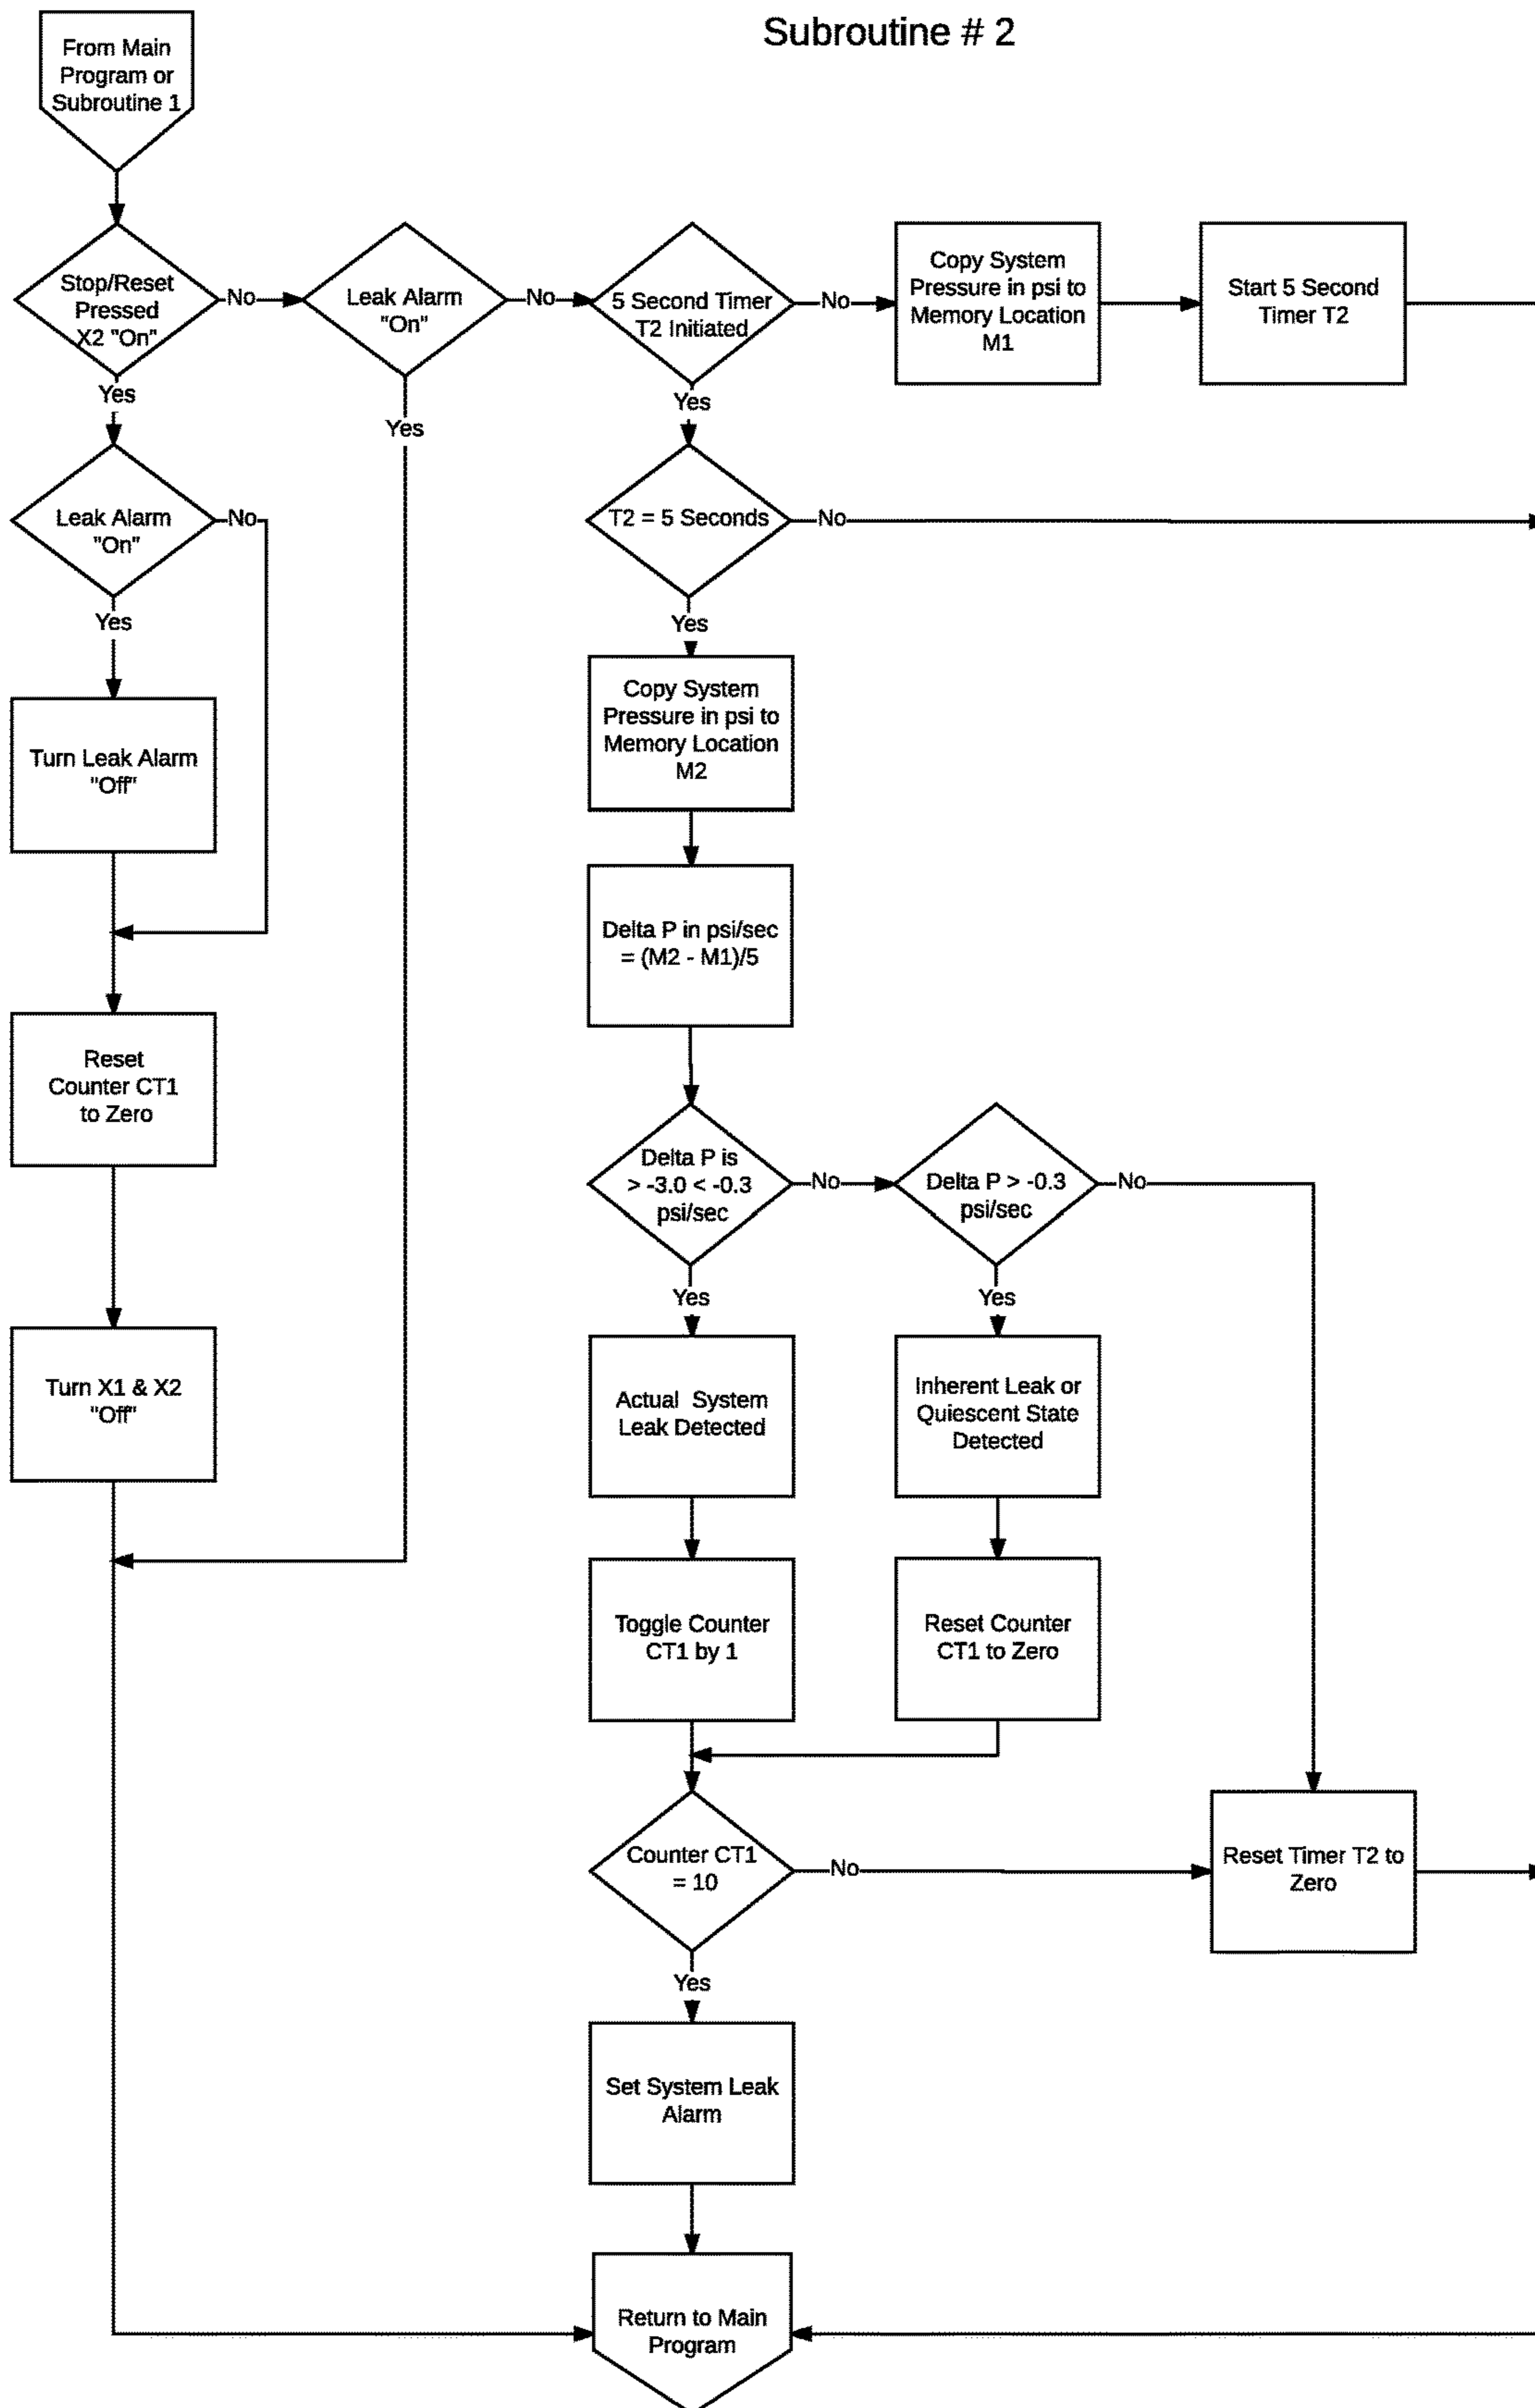 Subroutine # 2
From Main
Program or
Subroutine 1
Stop/Reset
Pressed
X2 "On"
No
Leak Alarm
"On"
No
5 Second Timer
T2 Initiated
No
Copy System
Pressure in psi to
Memory Location
M1
Start 5 Second
Timer T2
Yes
Yes
Yes
Leak Alarm
"On"
No
T2 = 5 Seconds
No
Yes
Yes
Turn Leak Alarm
"Off"
Copy System
Pressure in psi to
Memory Location
M2
Delta P in psi/sec
= (M2 - M1)/5
Reset
Counter CT1
to Zero
Delta P is
> -3.0 < -0.3
psi/sec
No
Delta P > -0.3
psi/sec
No
Yes
Yes
Turn X1 & X2
"Off"
Actual System
Leak Detected
Inherent Leak or
Quiescent State
Detected
Toggle Counter
CT1 by 1
Reset Counter
CT1 to Zero
Counter CT1
= 10
No
Reset Timer T2 to
Zero
Yes
Set System Leak
Alarm
Return to Main
Program